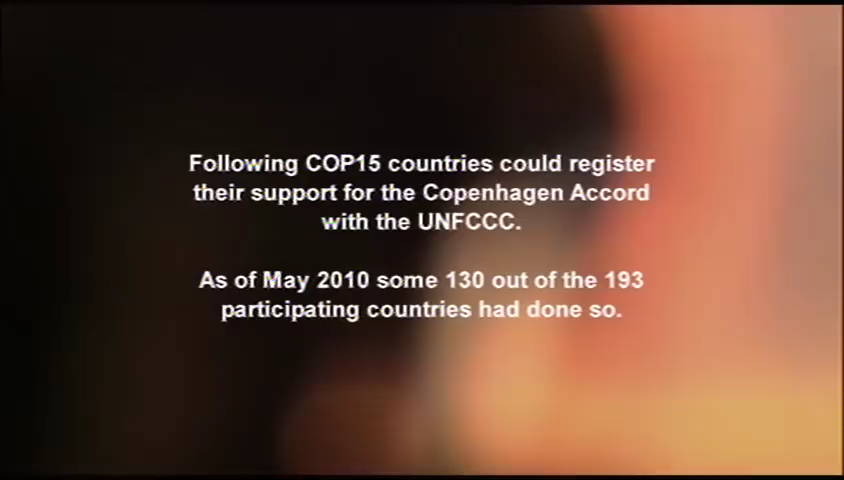 Following COP15 countries could register
their support for the Copenhagen Accord
with the UNFCCC.
As of May 2010 some 130 out of the 193
participating countries had done so.